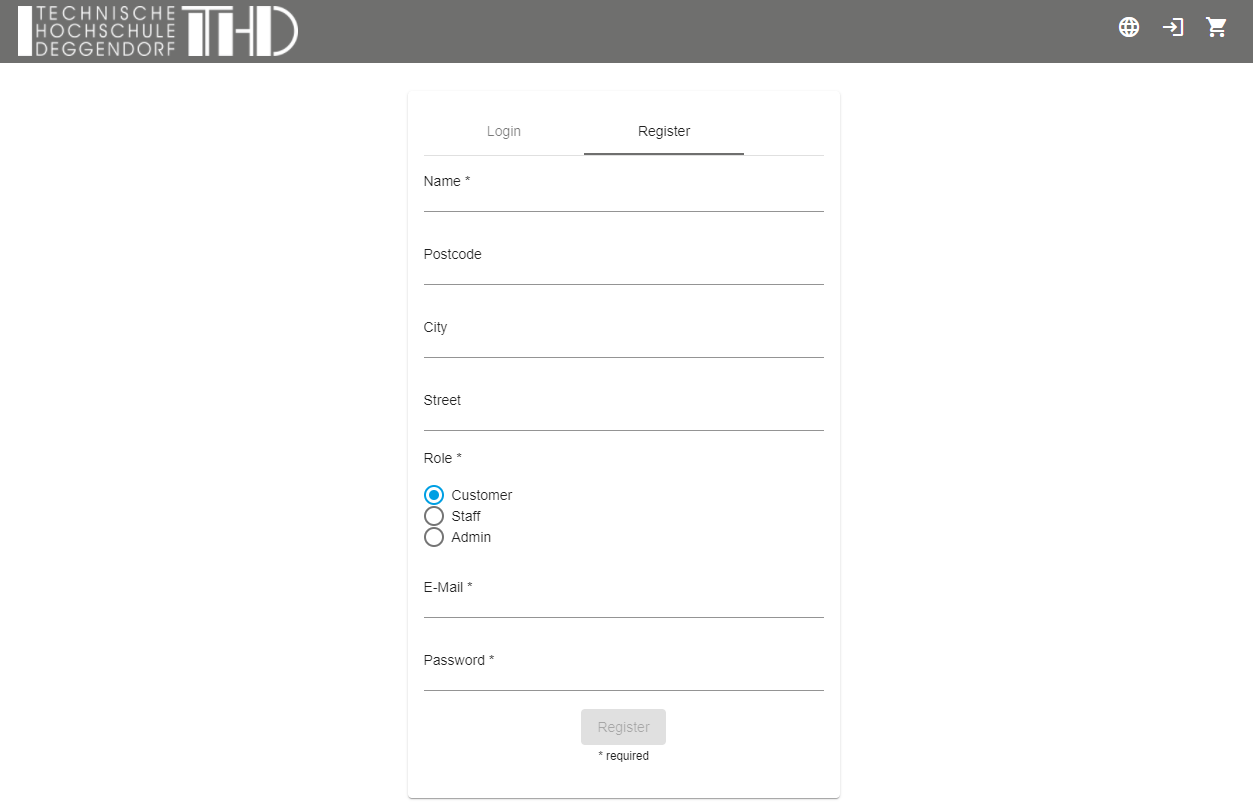 TECHNISCHE
HOCHSCHULE
DEGGENDORF THD
Login Register
Name *
Postcode
City
Street
Role *
Customer
Staff
Admin
E-Mail *
Password *
Register
* required